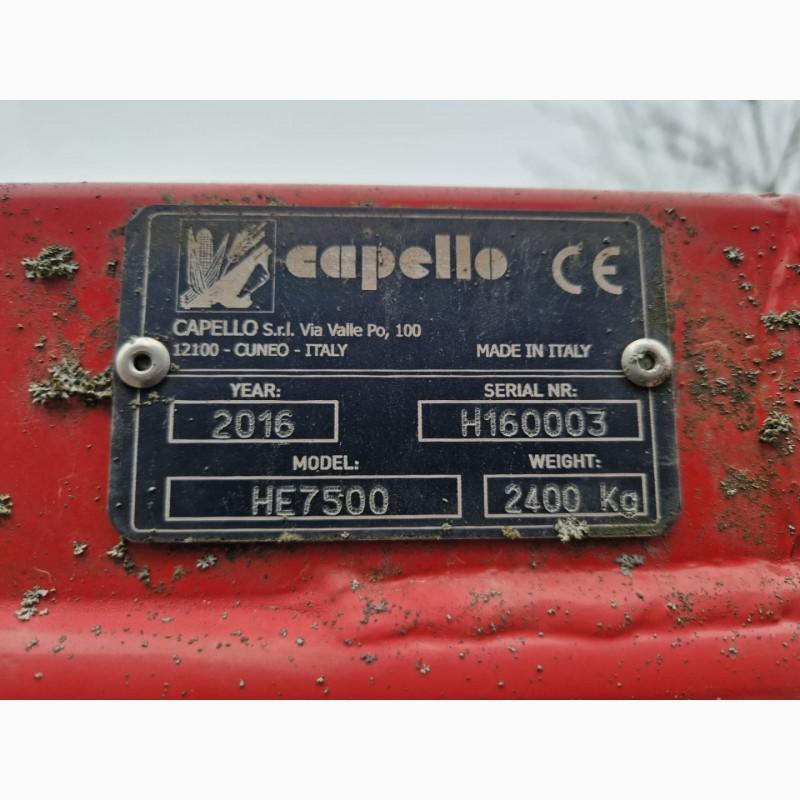 capello CE
CAPELLO S.r.l. Via Valle Po, 100
12100 - CUNEO - ITALY MADE IN ITALY
YEAR: SERIAL NR:
2016 H160003
MODEL: WEIGHT:
HE7500 2400 Kg